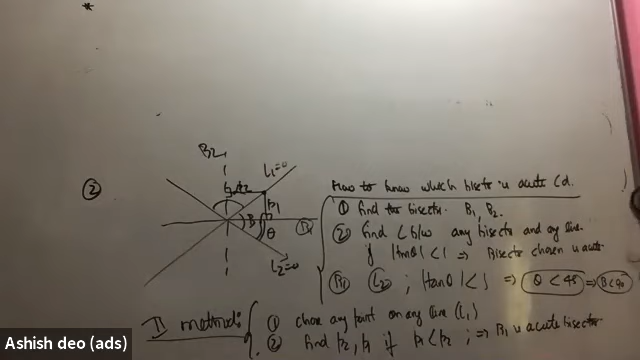 *
B2
L1=0
②
P2
P1
B
θ
B1
L2=0
How to know which bisector is acute
① find the bisector B1, B2.
② find < b/w any bisector and any line.
if |tanθ| < 1 => Bisector chosen is acute
B1 L2 ; |tanθ| < 1 => θ < 45 => B < 90
II method:
① chose any point on any line (L1)
② find P2, P1 if P1 < P2 ; => B1 is acute bisector
Ashish deo (ads)